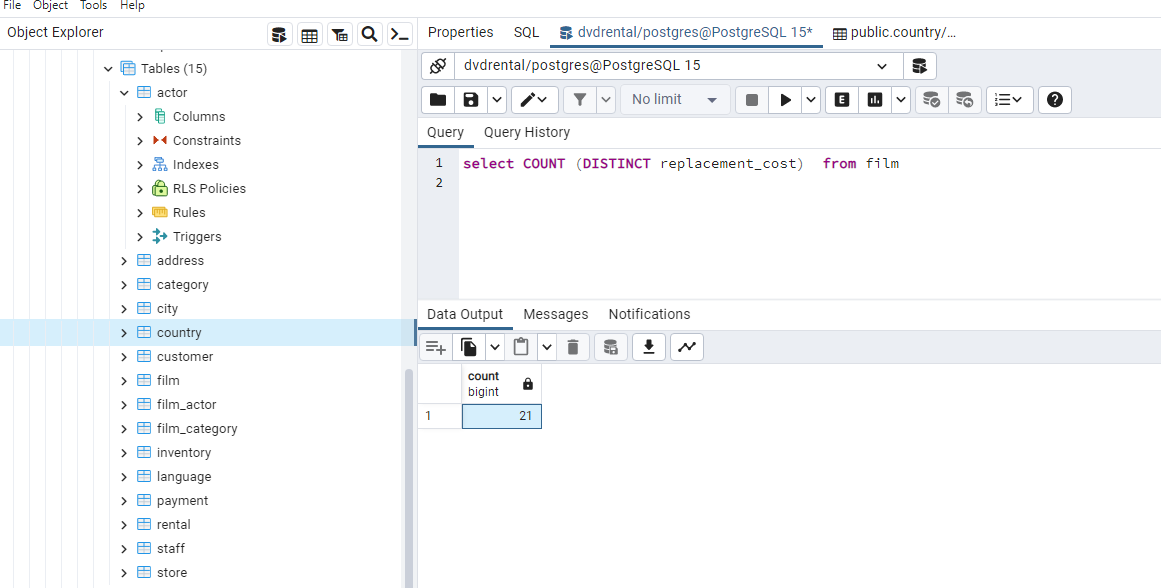 File Object Tools Help
Object Explorer
Tables (15)
actor
Columns
Constraints
Indexes
RLS Policies
Rules
Triggers
address
category
city
country
customer
film
film_actor
film_category
inventory
language
payment
rental
staff
store
Properties SQL dvdrental/postgres@PostgreSQL 15* public.country/...
dvdrental/postgres@PostgreSQL 15
No limit E
Query Query History
1 select COUNT (DISTINCT replacement_cost) from film
2
Data Output Messages Notifications
count
bigint
1 21